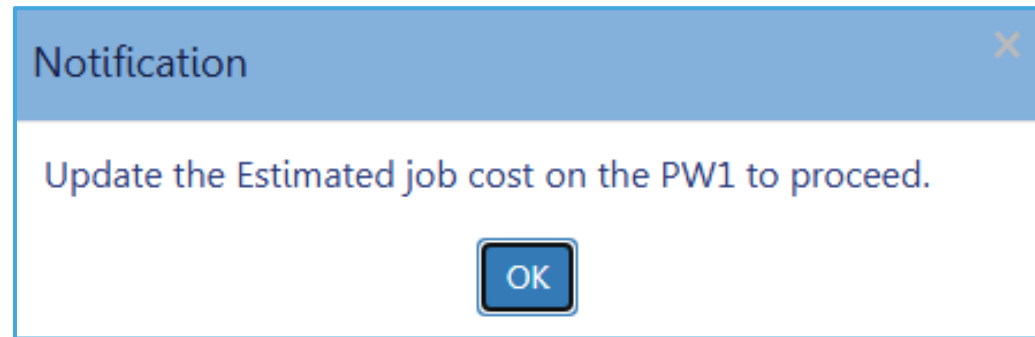 Notification
Update the Estimated job cost on the PW1 to proceed.
OK